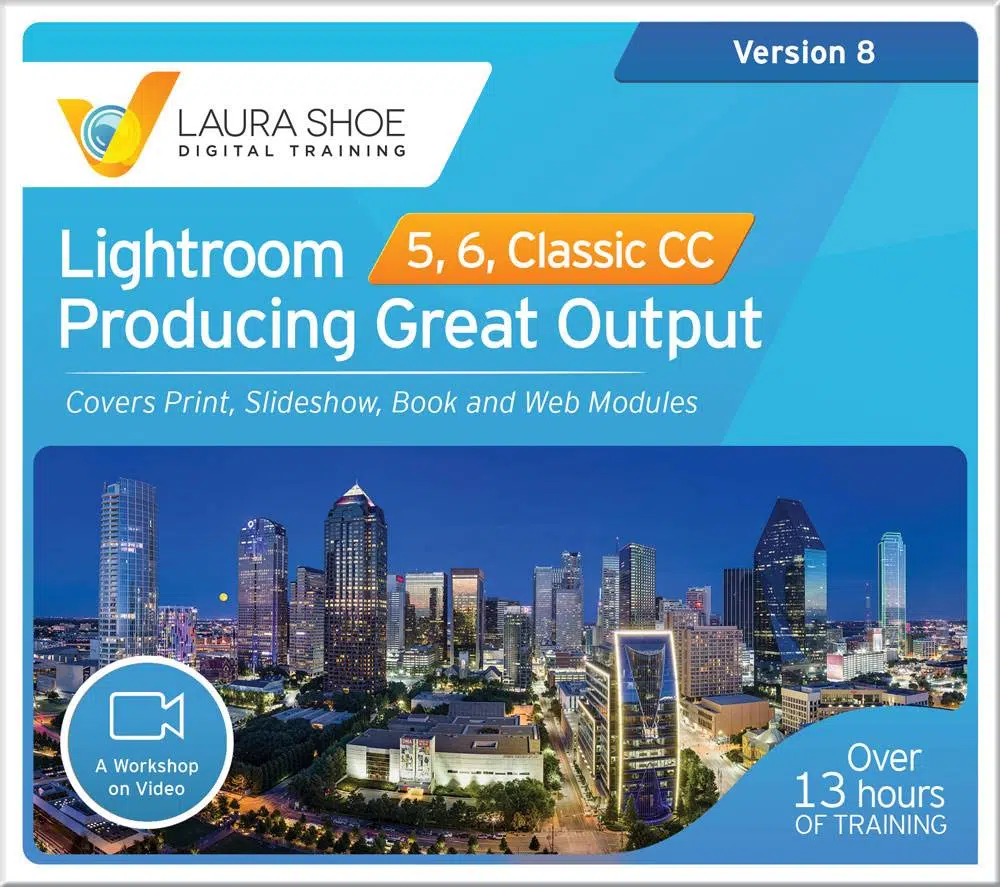 Version 8
LAURA SHOE
DIGITAL TRAINING
Lightroom 5, 6, Classic CC
Producing Great Output
Covers Print, Slideshow, Book and Web Modules
A Workshop
on Video
Over
13 hours
OF TRAINING